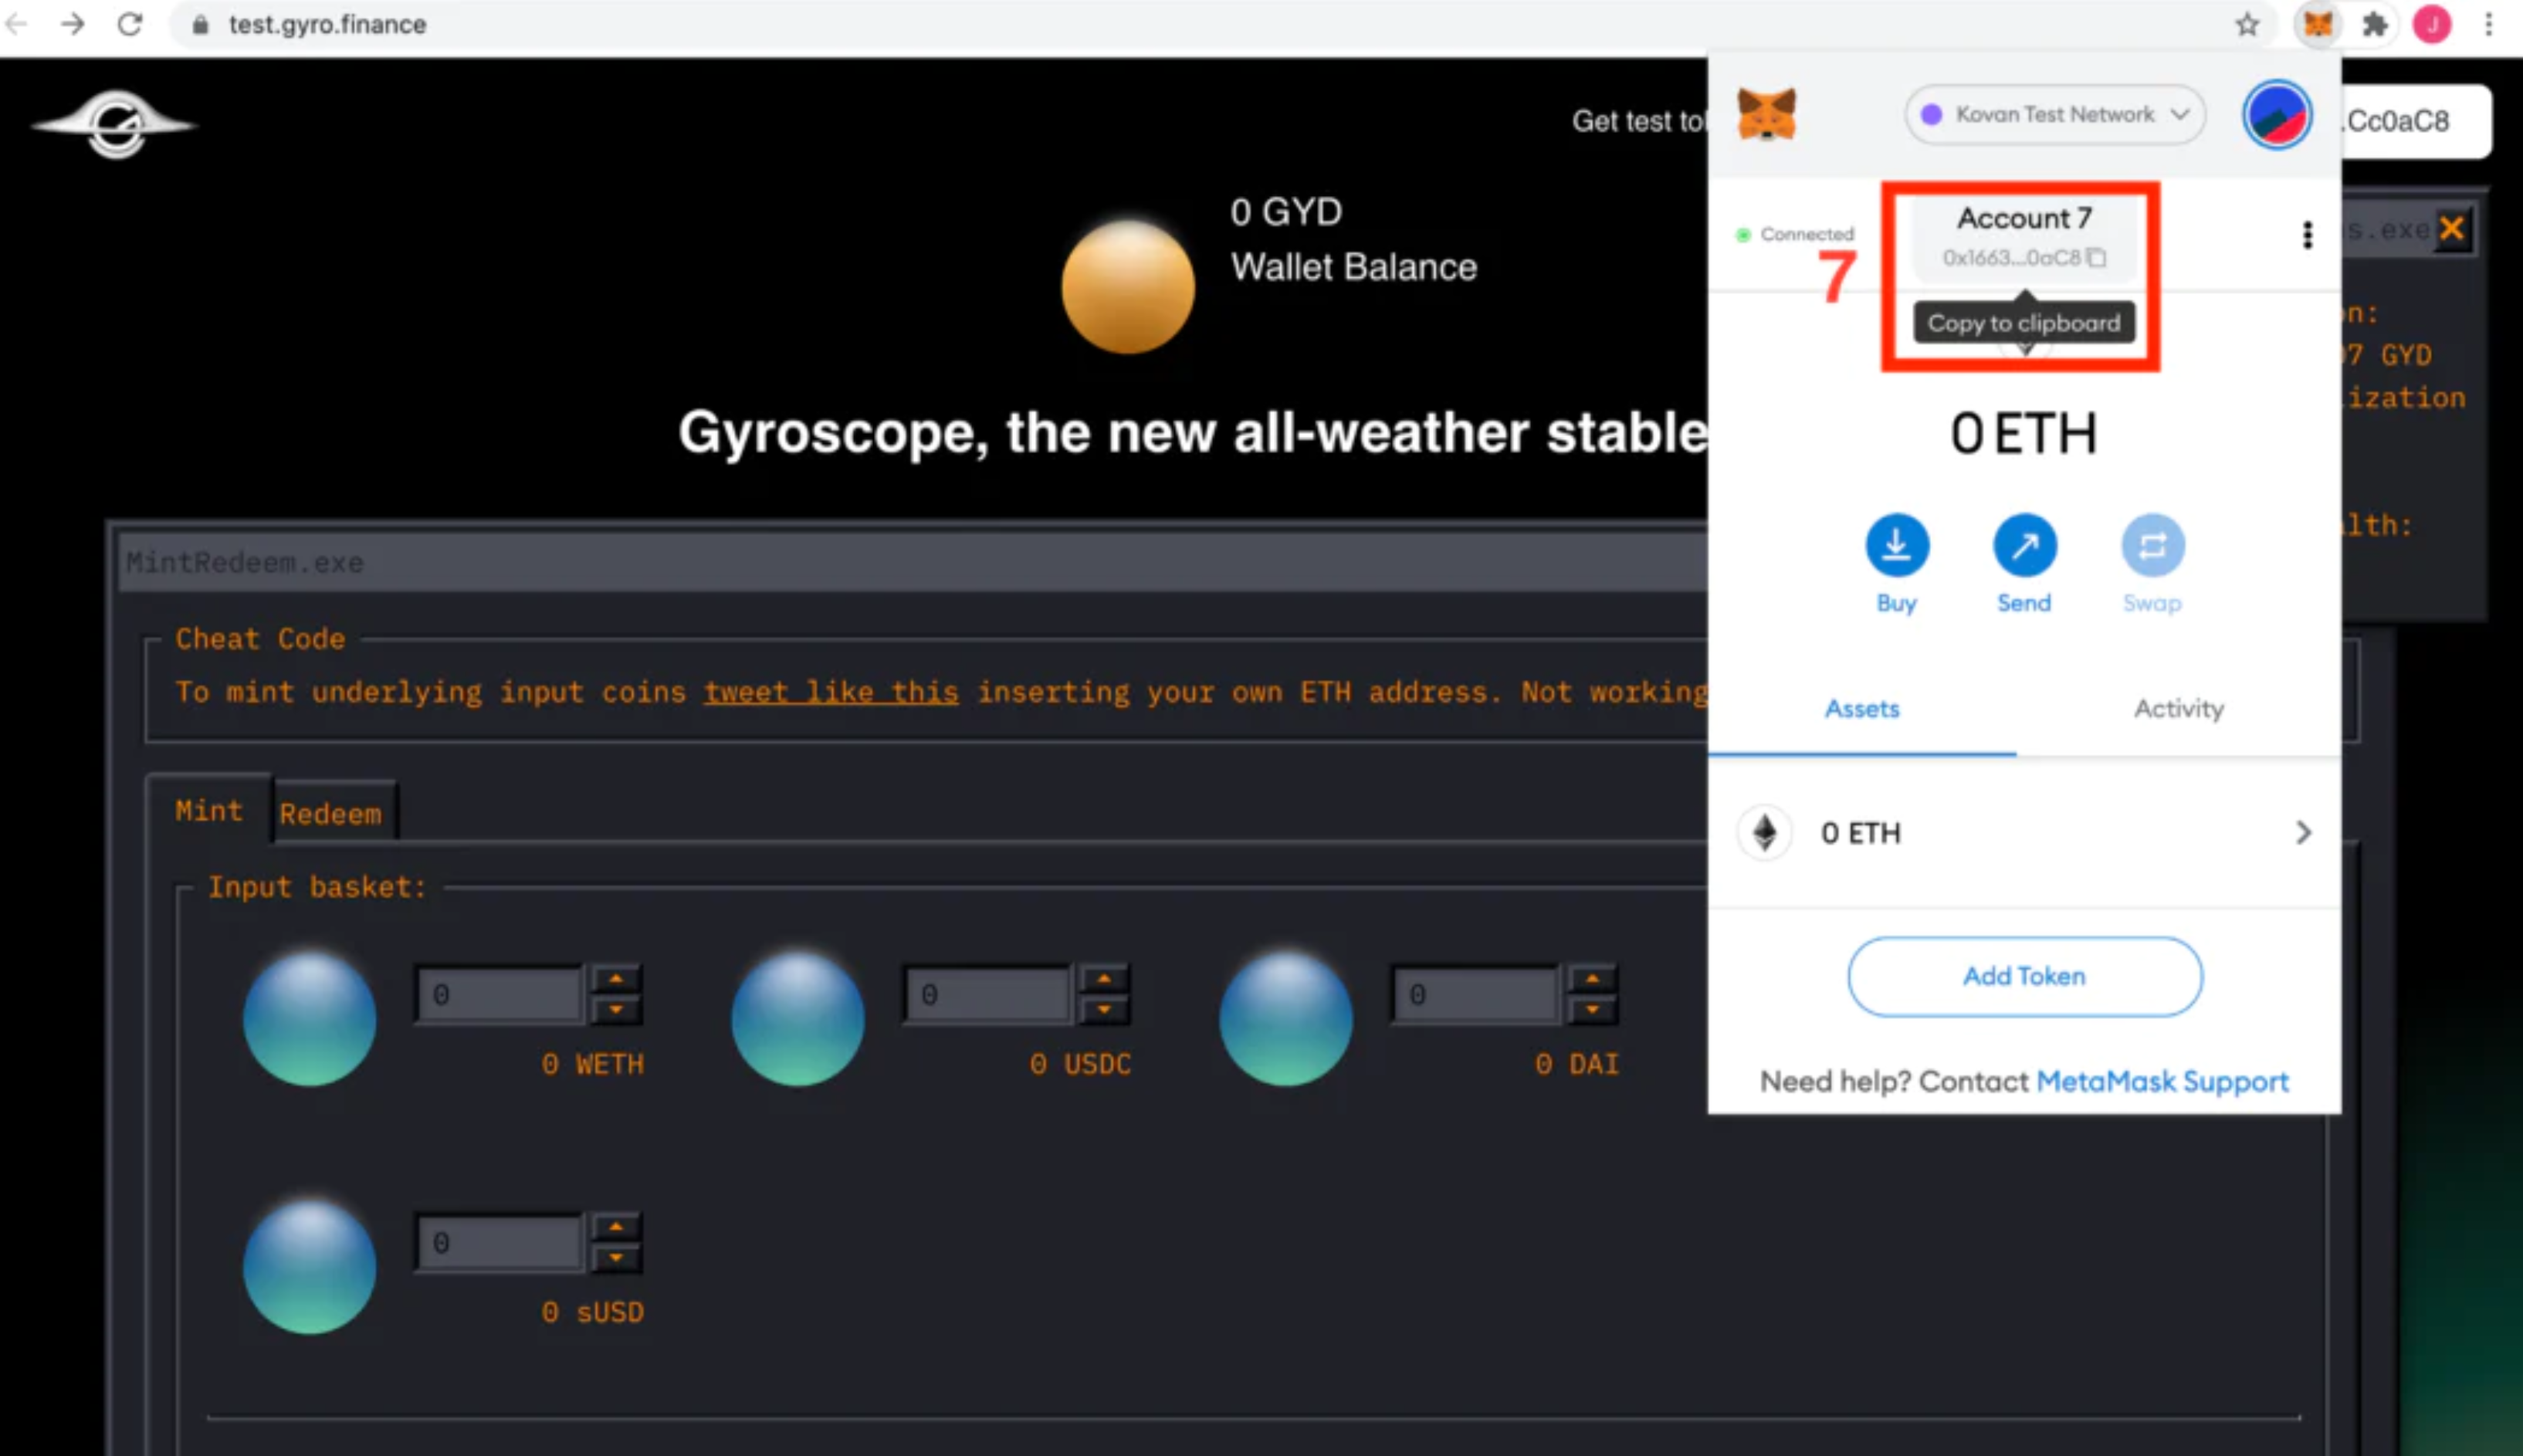 test.gyro.finance
J
Get test
Kovan Test Network
.Cc0aC8
Connected
Account 7
0x1663...0aC8
7
Copy to clipboard
0 GYD
Wallet Balance
s.exe
n:
7 GYD
ization
lth:
Gyroscope, the new all-weather stable
0 ETH
Buy
Send
Swap
MintRedeem.exe
Cheat Code
To mint underlying input coins tweet like this inserting your own ETH address. Not working
Assets
Activity
Mint
Redeem
0 ETH
Input basket:
0
0
0
0 WETH
0 USDC
0 DAI
Add Token
Need help? Contact MetaMask Support
0
0 sUSD